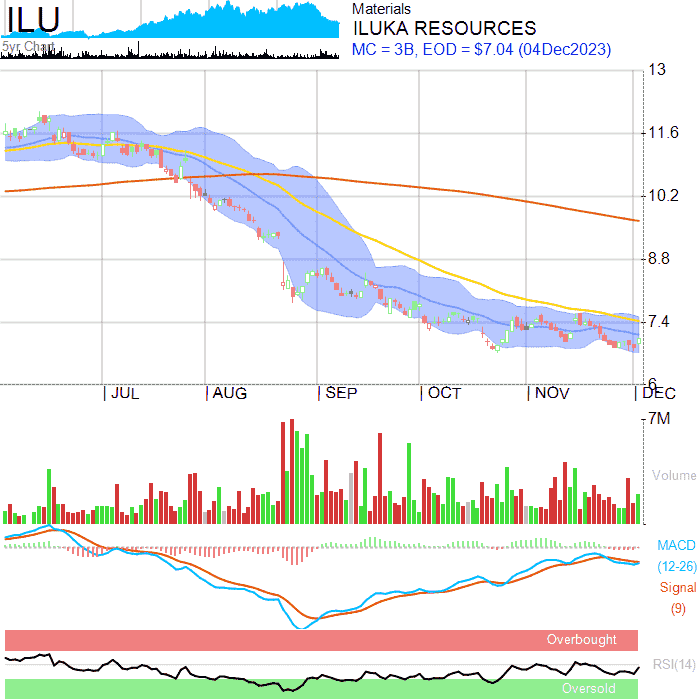 ILU
5yr Chart
Materials
ILUKA RESOURCES
MC = 3B, EOD = $7.04 (04Dec2023)
13
11.6
10.2
8.8
7.4
6
JUL AUG SEP OCT NOV DEC
7M
Volume
MACD
(12-26)
Signal
(9)
Overbought
RSI(14)
Oversold